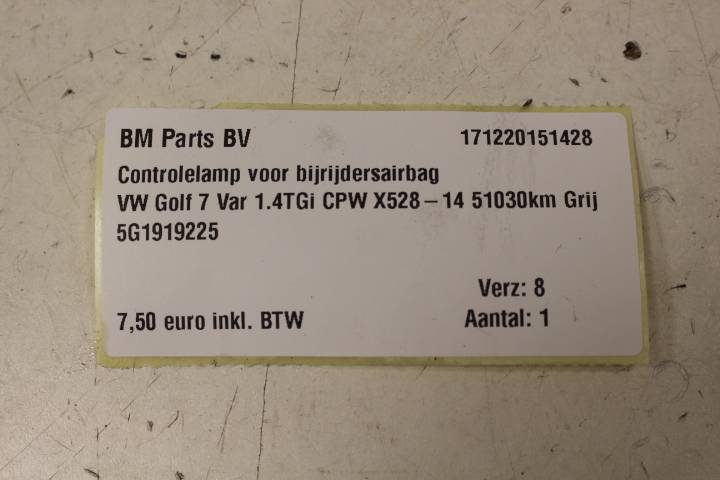 BM Parts BV 171220151428
Controlelamp voor bijrijdersairbag
VW Golf 7 Var 1.4TGi CPW X528 – 14 51030km Grij
5G1919225
Verz: 8
7,50 euro inkl. BTW Aantal: 1